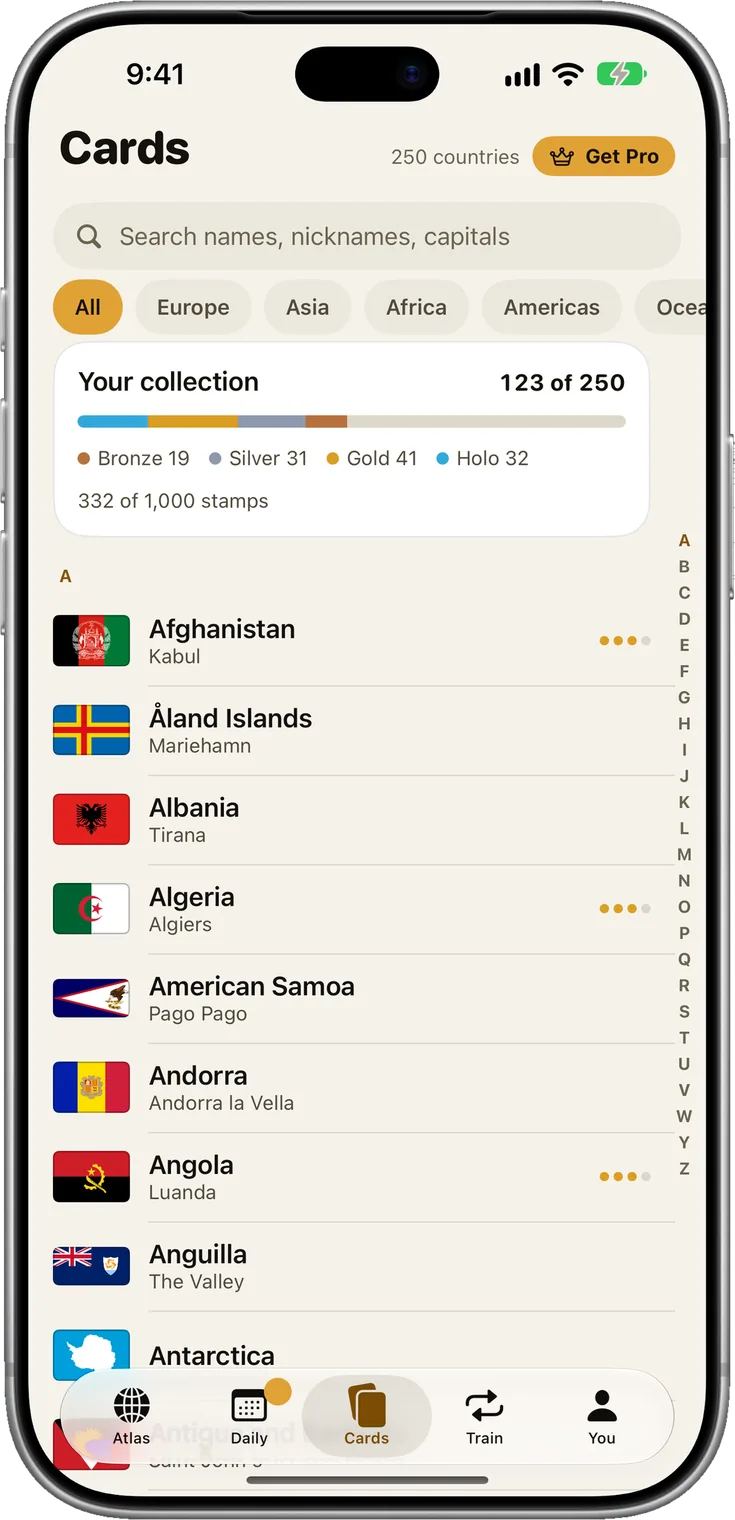 9:41
Cards
250 countries
Get Pro
Search names, nicknames, capitals
All
Europe
Asia
Africa
Americas
Ocea
Your collection
123 of 250
Bronze 19
Silver 31
Gold 41
Holo 32
332 of 1,000 stamps
A
Afghanistan
Kabul
Åland Islands
Mariehamn
Albania
Tirana
Algeria
Algiers
American Samoa
Pago Pago
Andorra
Andorra la Vella
Angola
Luanda
Anguilla
The Valley
Antarctica
A
B
C
D
E
F
G
H
I
J
K
L
M
N
O
P
Q
R
S
T
U
V
W
Y
Z
Atlas
Daily
Cards
Train
You